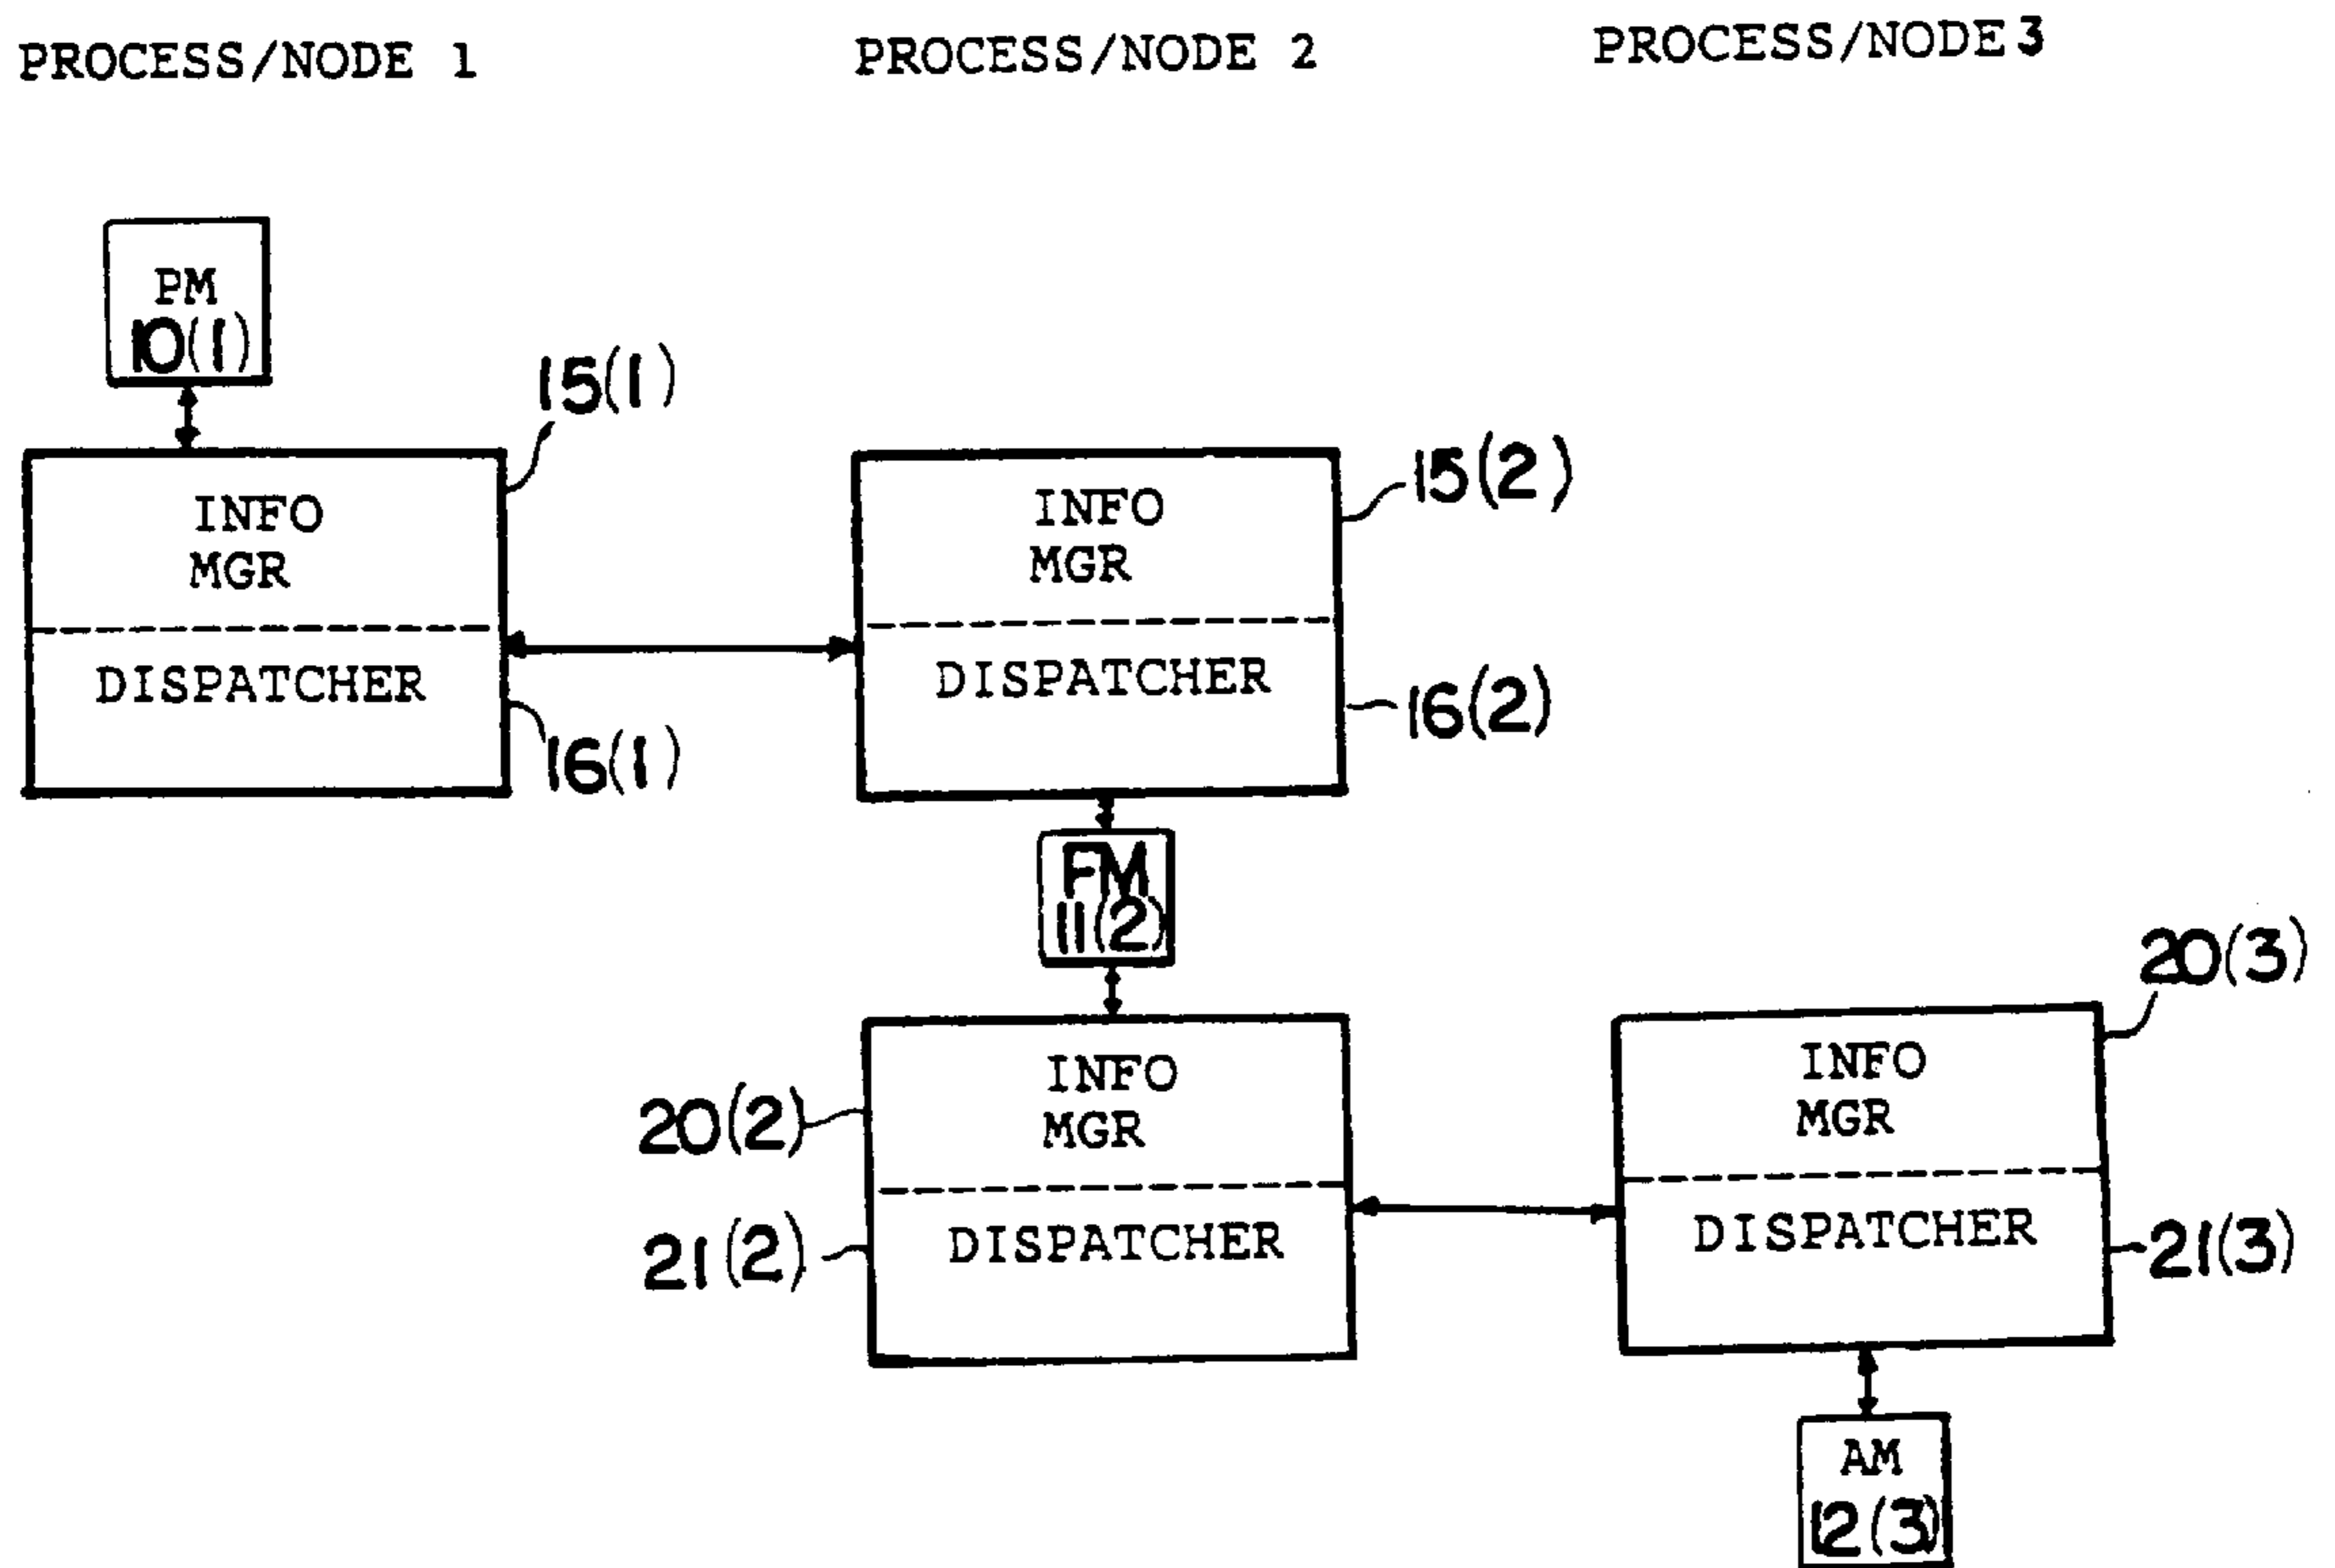 PROCESS/NODE 1
PROCESS/NODE 2
PROCESS/NODE 3
PM
10(1)
15(1)
INFO
MGR
DISPATCHER
16(1)
INFO
MGR
DISPATCHER
15(2)
16(2)
FM
11(2)
20(2)
21(2)
INFO
MGR
DISPATCHER
20(3)
INFO
MGR
DISPATCHER
21(3)
AM
12(3)